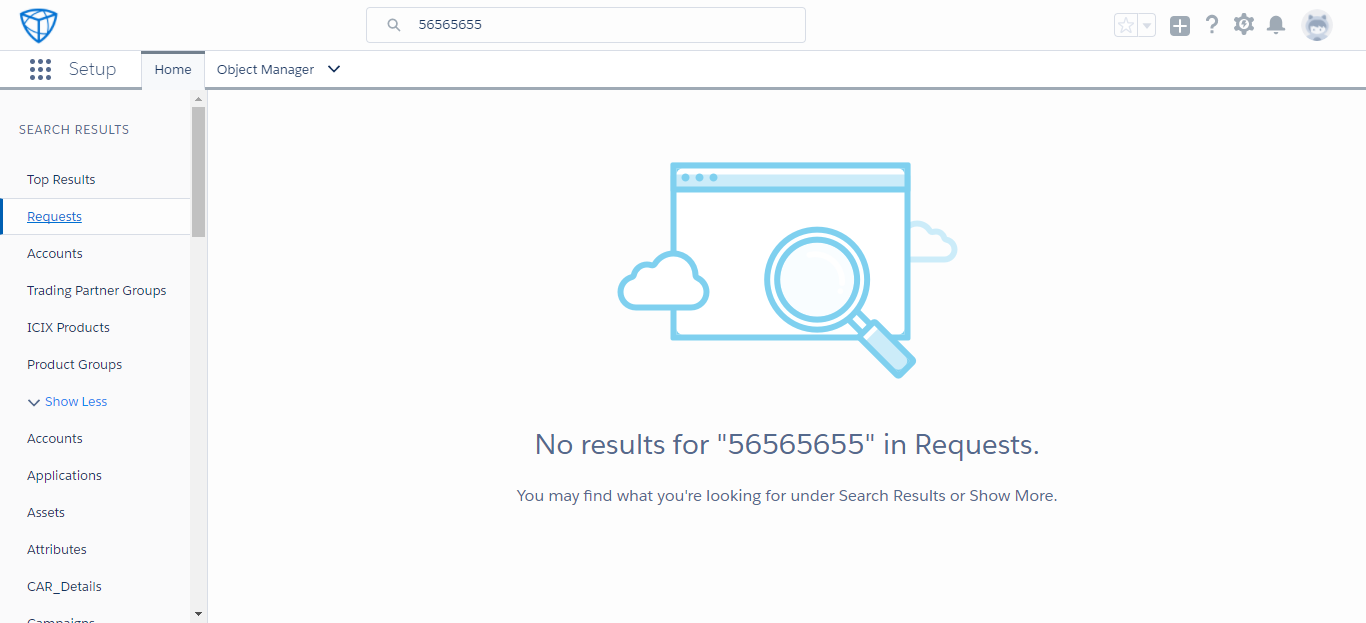 56565655
Setup
Home
Object Manager
SEARCH RESULTS
Top Results
Requests
Accounts
Trading Partner Groups
ICIX Products
Product Groups
Show Less
Accounts
Applications
Assets
Attributes
CAR_Details
Campaigns
No results for "56565655" in Requests.
You may find what you're looking for under Search Results or Show More.